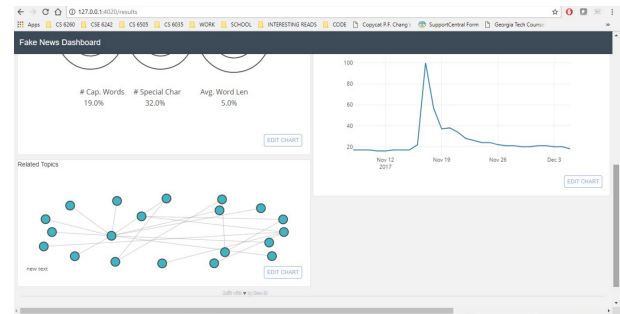 127.0.0.1:4020/results
Apps CS 6260 CSE 6242 CS 6505 CS 6035 WORK SCHOOL INTERESTING READS CODE Copycat P.F. Chang's SupportCentral Form Georgia Tech Course
Fake News Dashboard
# Cap. Words # Special Char Avg. Word Len
19.0% 32.0% 5.0%
EDIT CHART
Related Topics
new text
EDIT CHART
100
80
60
40
20
Nov 12 Nov 19 Nov 26 Dec 3
2017
EDIT CHART